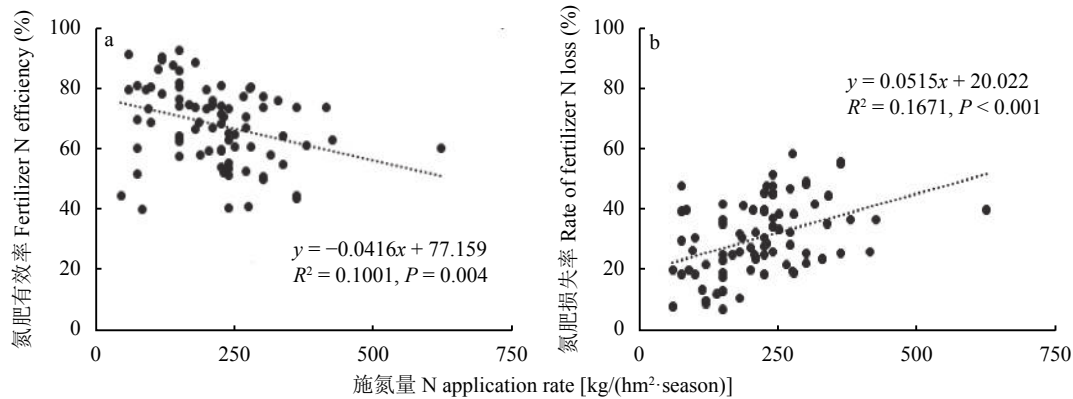 a
y = −0.0416x + 77.159
R² = 0.1001, P = 0.004
氮肥有效率 Fertilizer N efficiency (%)
100
80
60
40
20
0
0
250
500
750
b
y = 0.0515x + 20.022
R² = 0.1671, P < 0.001
氮肥损失率 Rate of fertilizer N loss (%)
100
80
60
40
20
0
0
250
500
750
施氮量 N application rate [kg/(hm²·season)]